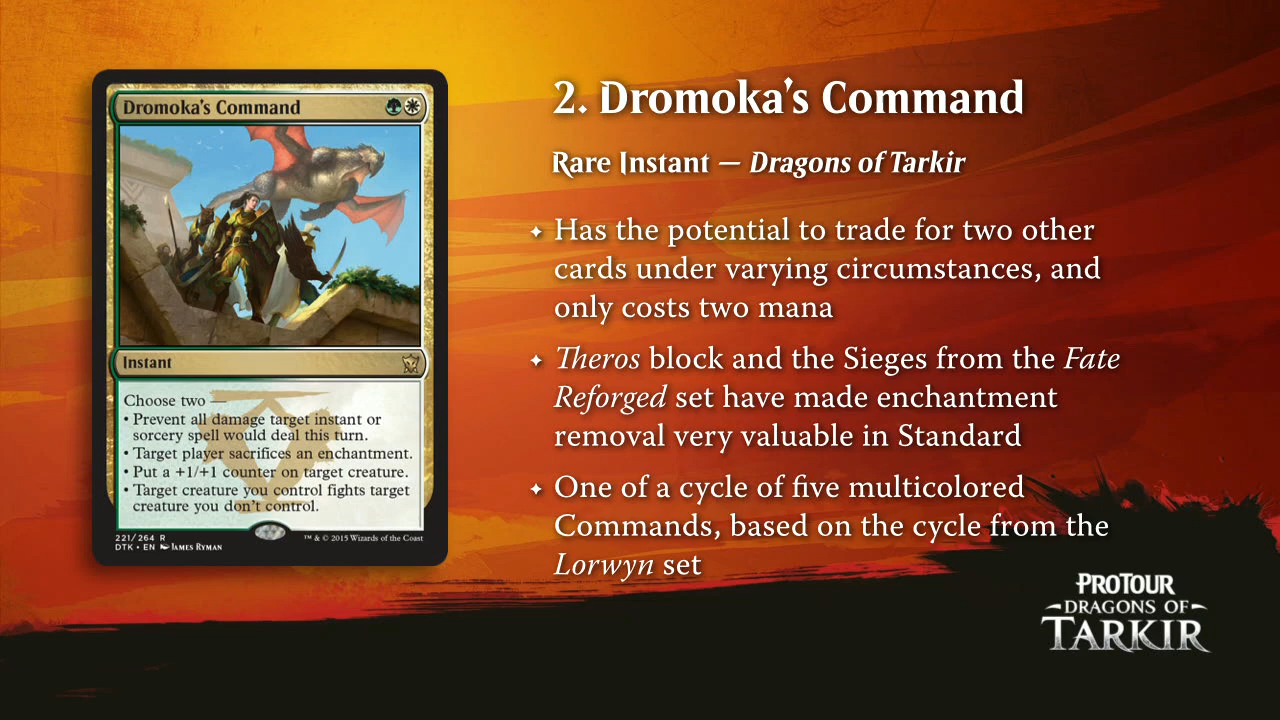 Dromoka's Command
Instant
Choose two —
• Prevent all damage target instant or
sorcery spell would deal this turn.
• Target player sacrifices an enchantment.
• Put a +1/+1 counter on target creature.
• Target creature you control fights target
creature you don't control.
221/264 R
DTK • EN James Ryman
™ & © 2015 Wizards of the Coast
2. Dromoka's Command
Rare Instant — Dragons of Tarkir
Has the potential to trade for two other
cards under varying circumstances, and
only costs two mana
Theros block and the Sieges from the Fate
Reforged set have made enchantment
removal very valuable in Standard
One of a cycle of five multicolored
Commands, based on the cycle from the
Lorwyn set
PROTOUR
DRAGONS OF
TARKIR